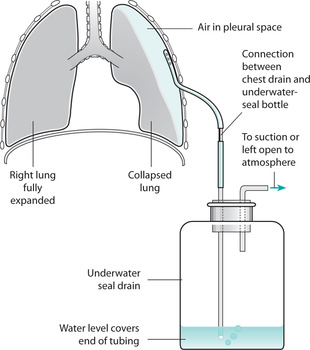 Air in pleural space
Connection
between
chest drain and
underwater-
seal bottle
To suction or
left open to
atmosphere
Right lung
fully
expanded
Collapsed
lung
Underwater
seal drain
Water level covers
end of tubing